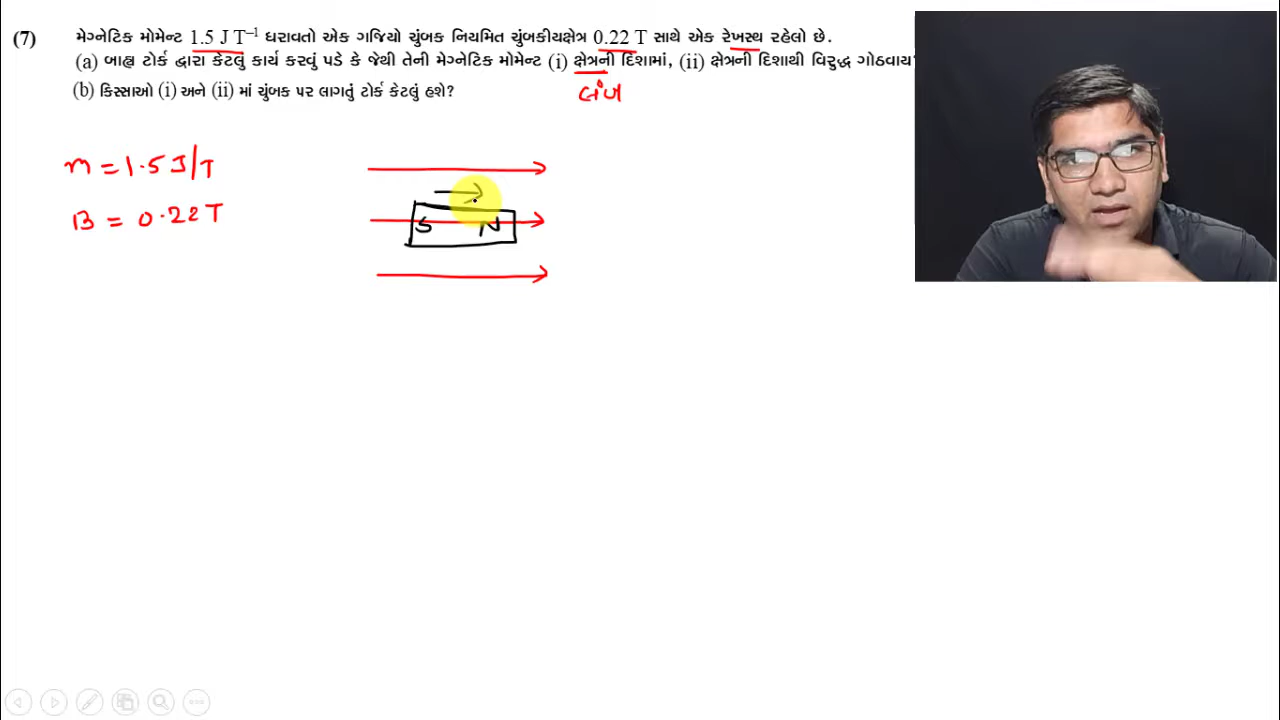 (7) મેગ્નેટિક મોમેન્ટ 1.5 J T⁻¹ ધરાવતો એક ગજિયો ચુંબક નિયમિત ચુંબકીયક્ષેત્ર 0.22 T સાથે એક રેખસ્થ રહેલો છે.
(a) બાહ્ય ટોર્ક દ્વારા કેટલું કાર્ય કરવું પડે કે જેથી તેની મેગ્નેટિક મોમેન્ટ (i) ક્ષેત્રની દિશામાં, (ii) ક્ષેત્રની દિશાથી વિરુદ્ધ ગોઠવાય
(b) કિસ્સાઓ (i) અને (ii) માં ચુંબક પર લાગતું ટોર્ક કેટલું હશે?
લંબ
m = 1.5 J/T
B = 0.22 T
S N